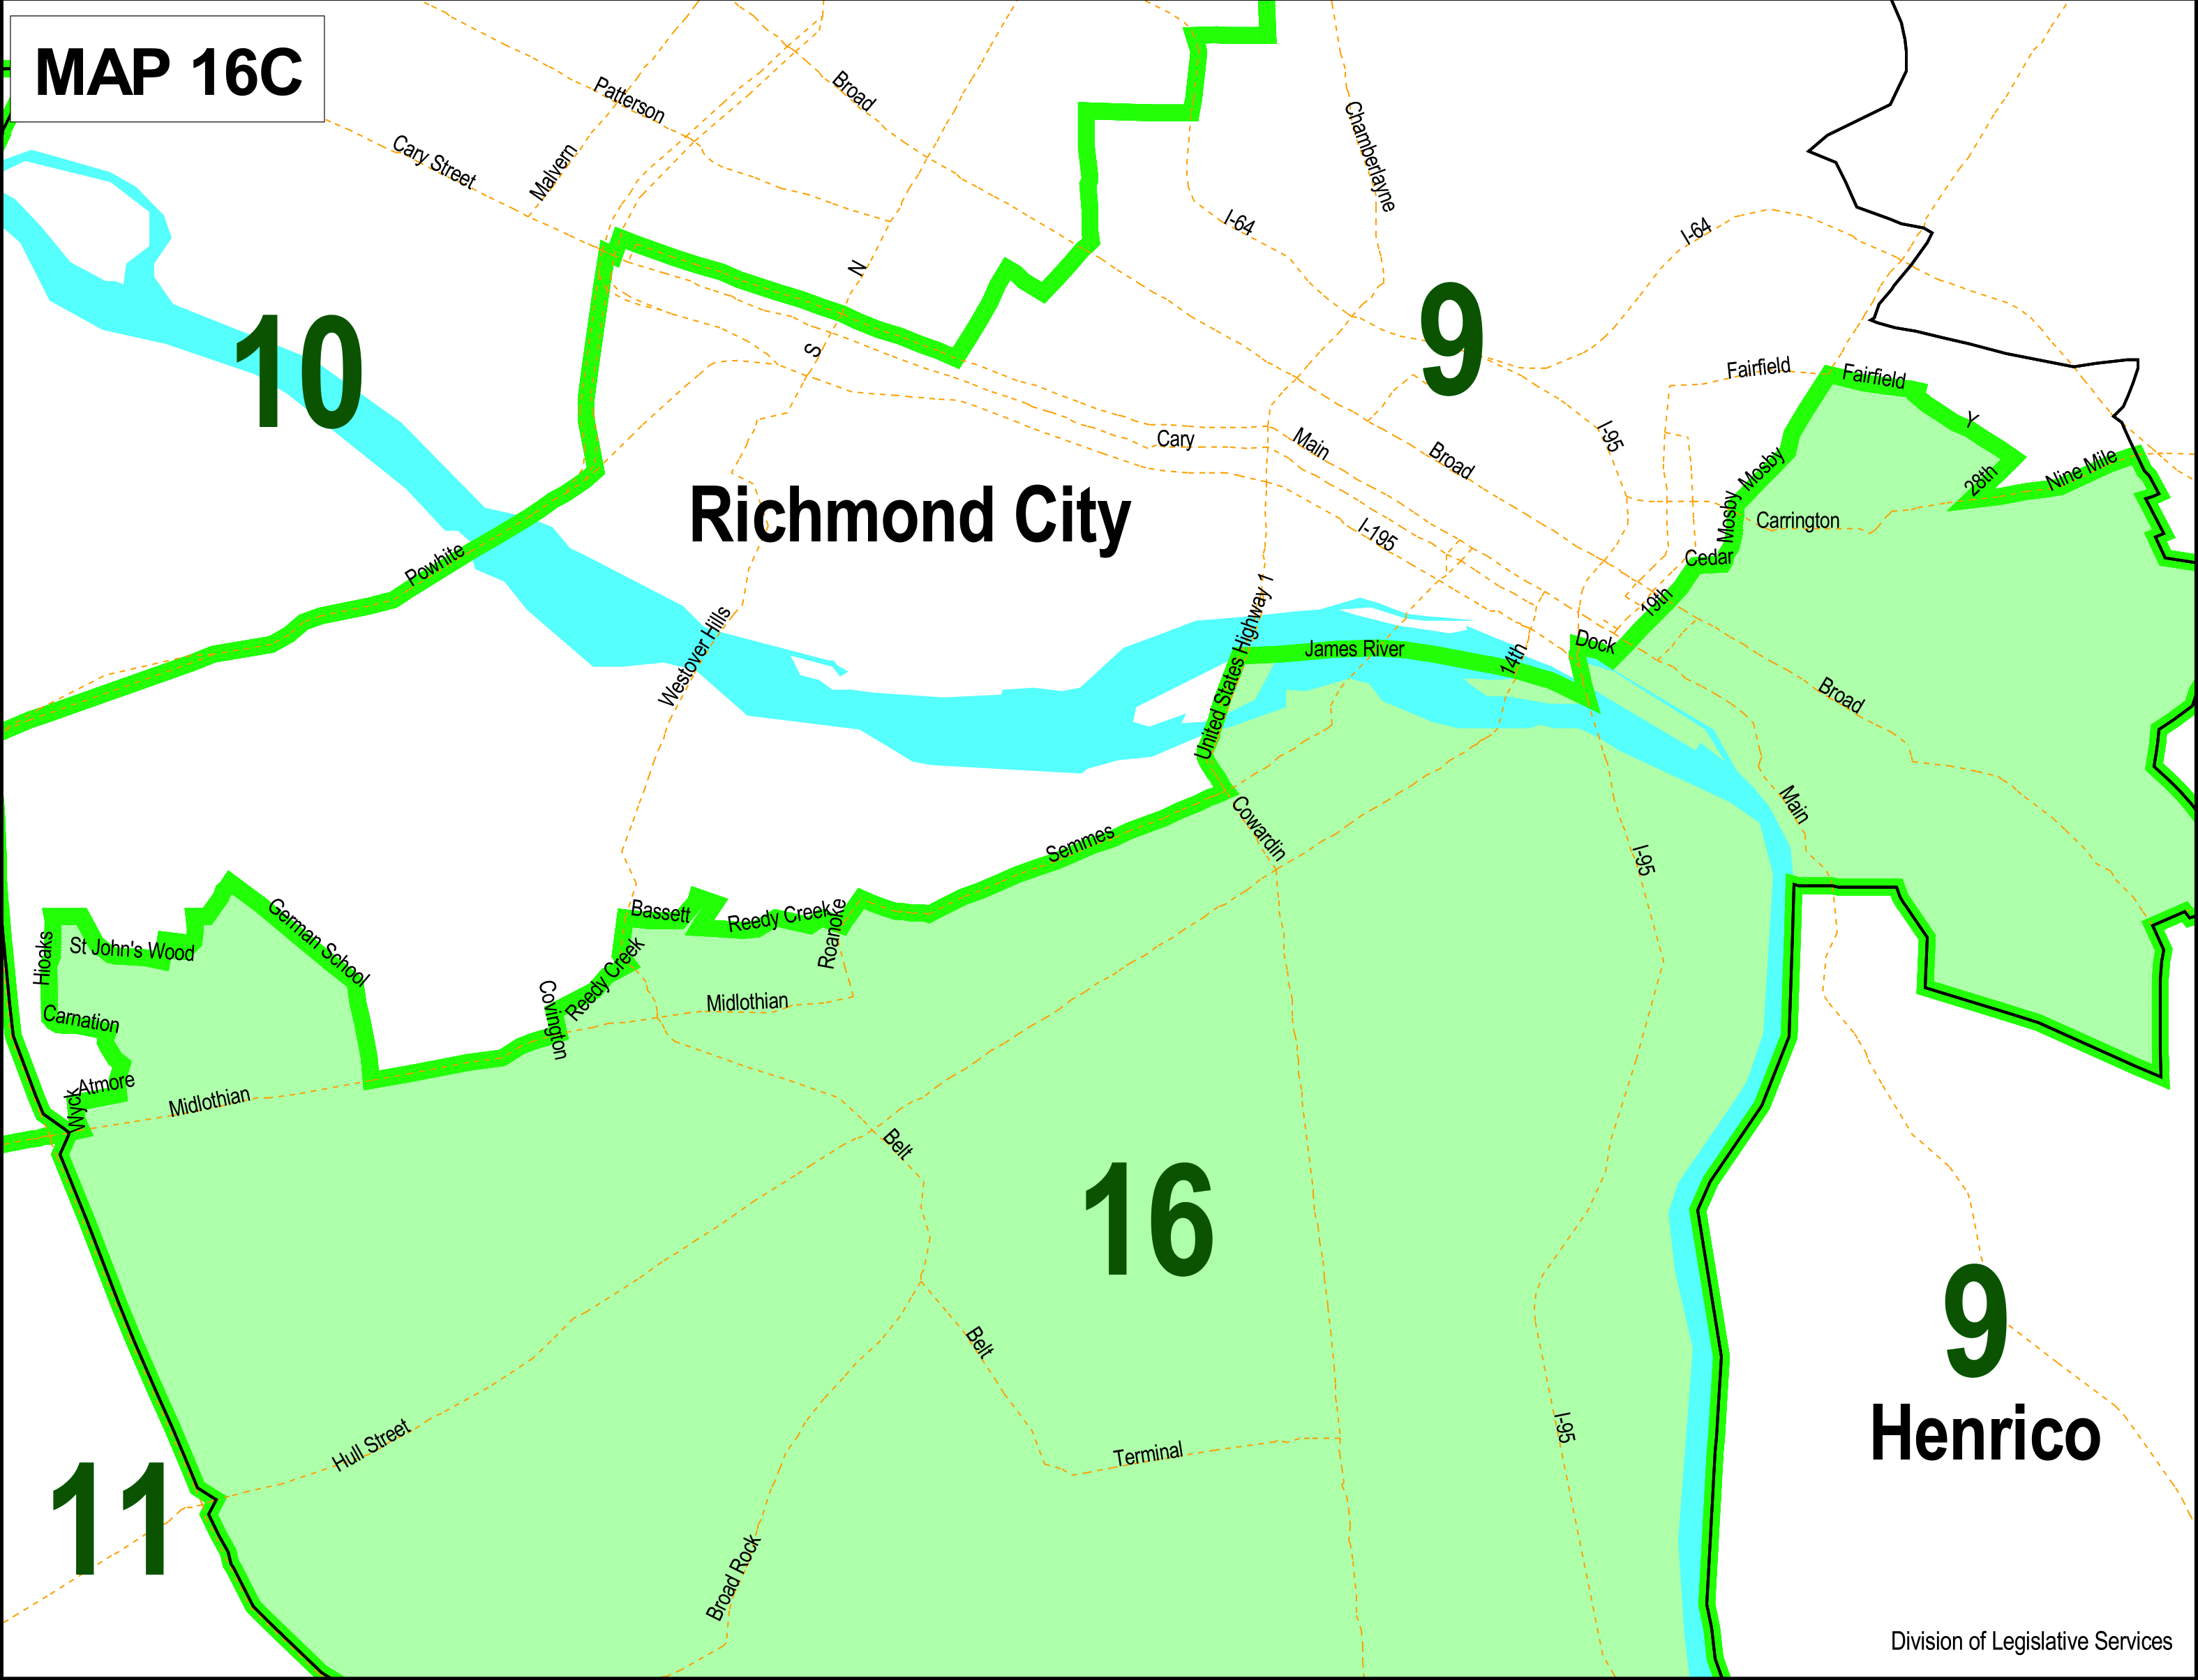 MAP 16C
Patterson
Broad
Cary Street
Malvern
Chamberlayne
I-64
I-64
N
S
10
9
Fairfield
Fairfield
Y
Cary
Main
Broad
I-95
Mosby
28th
Nine Mile
Richmond City
I-195
Mosby
Carrington
Cedar
Powhite
19th
Westover Hills
United States Highway 1
James River
14th
Dock
Broad
Main
Semmes
Cowardin
I-95
German School
Bassett
Reedy Creek
Roanoke
Hioaks
St John's Wood
Reedy Creek
Covington
Midlothian
Carnation
Atmore
Wyck
Midlothian
Belt
16
9
Belt
Henrico
Hull Street
Terminal
I-95
11
Broad Rock
Division of Legislative Services